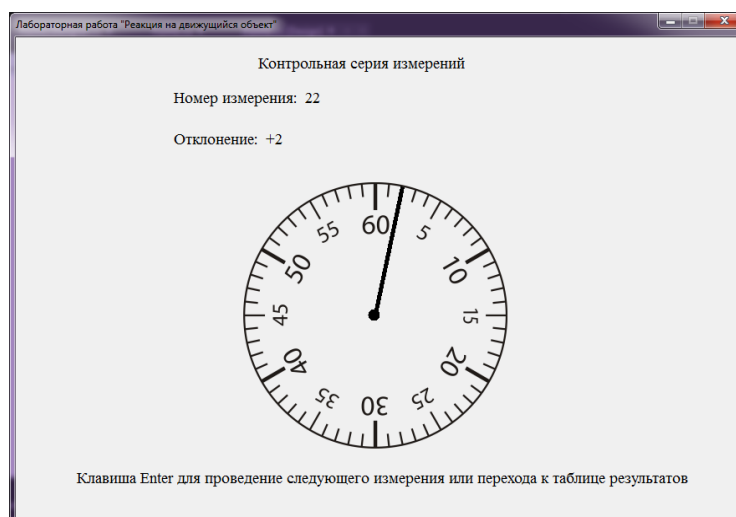 Лабораторная работа "Реакция на движущийся объект"
Контрольная серия измерений
Номер измерения: 22
Отклонение: +2
60
55
5
50
10
45
15
40
20
35
25
30
Клавиша Enter для проведение следующего измерения или перехода к таблице результатов